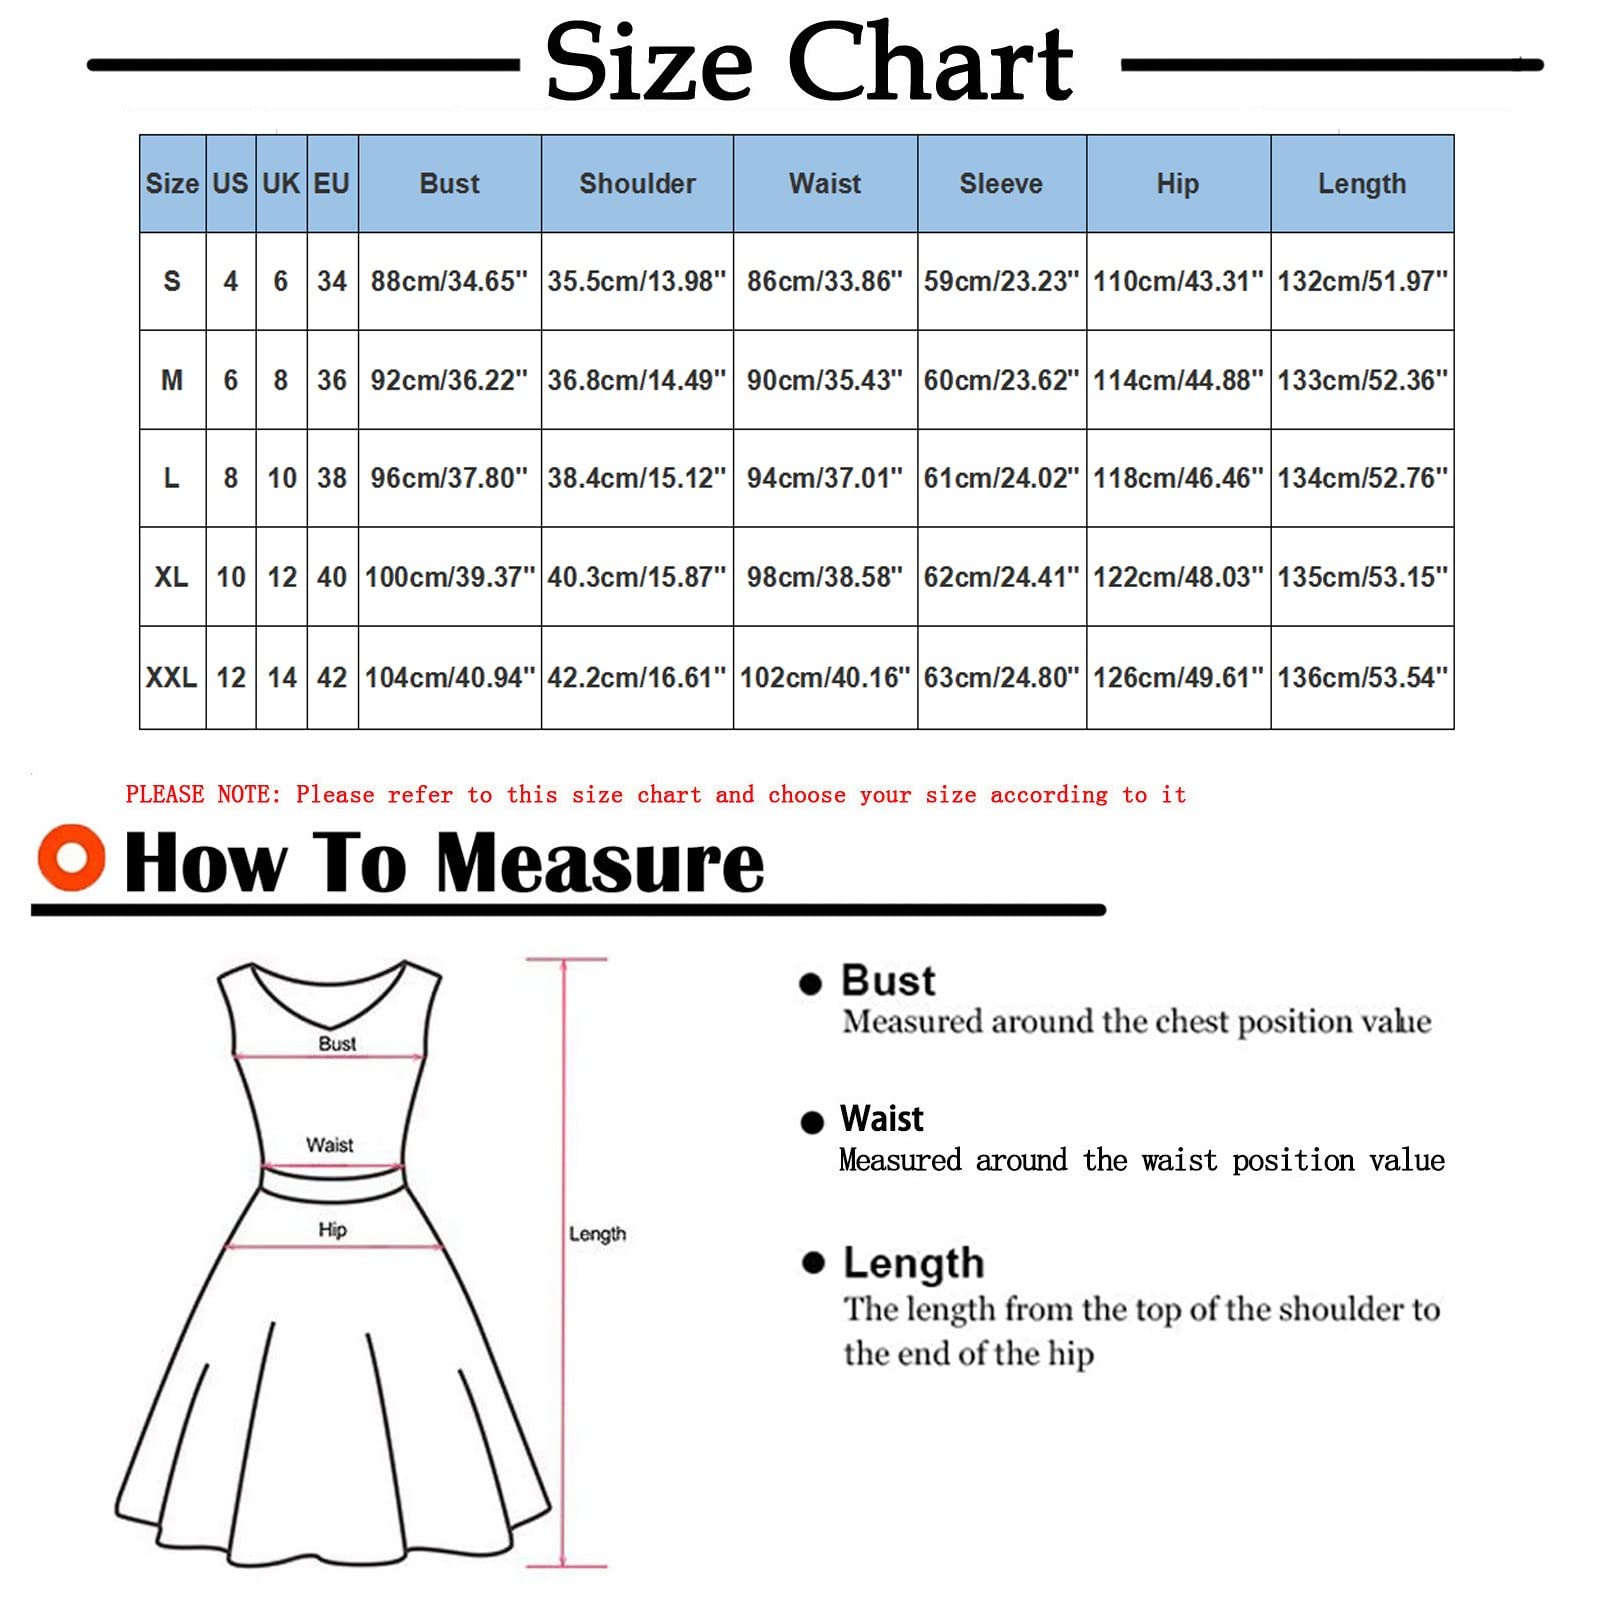 Size Chart
Size US UK EU Bust Shoulder Waist Sleeve Hip Length
S 4 6 34 88cm/34.65" 35.5cm/13.98" 86cm/33.86" 59cm/23.23" 110cm/43.31" 132cm/51.97"
M 6 8 36 92cm/36.22" 36.8cm/14.49" 90cm/35.43" 60cm/23.62" 114cm/44.88" 133cm/52.36"
L 8 10 38 96cm/37.80" 38.4cm/15.12" 94cm/37.01" 61cm/24.02" 118cm/46.46" 134cm/52.76"
XL 10 12 40 100cm/39.37" 40.3cm/15.87" 98cm/38.58" 62cm/24.41" 122cm/48.03" 135cm/53.15"
XXL 12 14 42 104cm/40.94" 42.2cm/16.61" 102cm/40.16" 63cm/24.80" 126cm/49.61" 136cm/53.54"
PLEASE NOTE: Please refer to this size chart and choose your size according to it
How To Measure
Bust
Waist
Hip
Length
Bust
Measured around the chest position value
Waist
Measured around the waist position value
Length
The length from the top of the shoulder to
the end of the hip